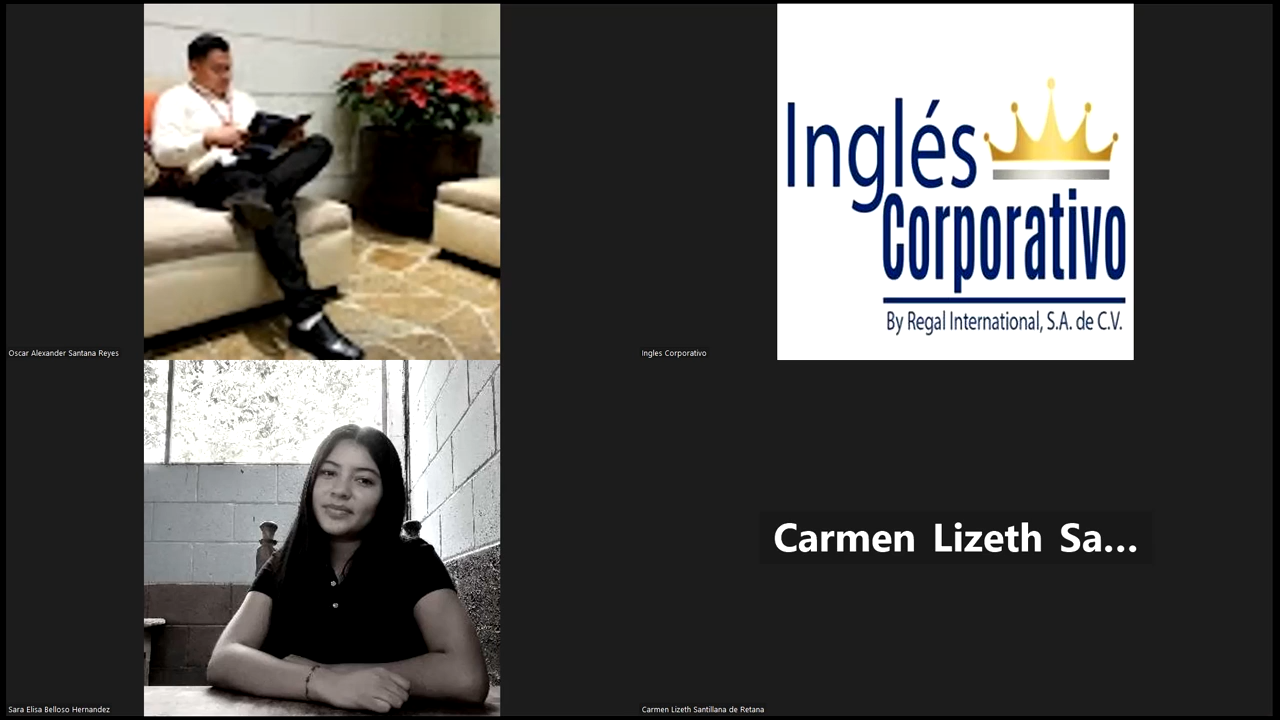 Inglés
Corporativo
By Regal International, S.A. de C.V.
Oscar Alexander Santana Reyes
Ingles Corporativo
Carmen Lizeth Sa...
Sara Elisa Belloso Hernandez
Carmen Lizeth Santillana de Retana